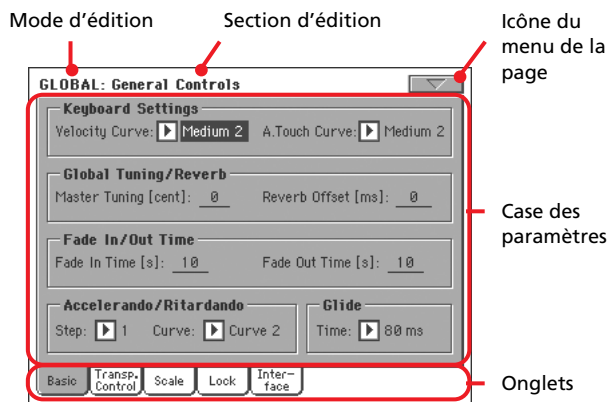 Mode d'édition
Section d'édition
Icône du
menu de la
page
GLOBAL: General Controls
Keyboard Settings
Velocity Curve: Medium 2 A.Touch Curve: Medium 2
Global Tuning/Reverb
Master Tuning [cent]: 0 Reverb Offset [ms]: 0
Case des
paramètres
Fade In/Out Time
Fade In Time [s]: 10 Fade Out Time [s]: 10
Accelerando/Ritardando
Glide
Step: 1 Curve: Curve 2 Time: 80 ms
Basic
Transp.
Control
Scale
Lock
Inter-
face
Onglets